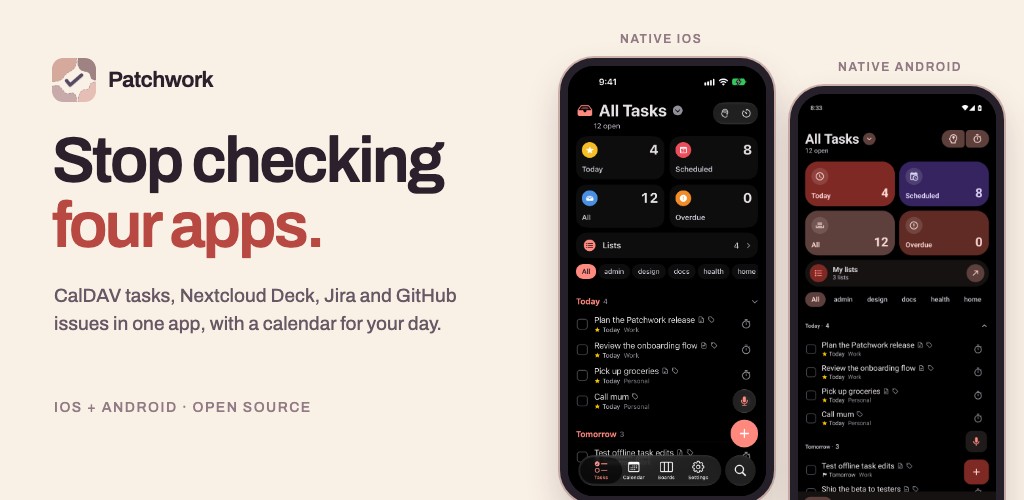 Patchwork
Stop checking
four apps.
CalDAV tasks, Nextcloud Deck, Jira and GitHub
issues in one app, with a calendar for your day.
IOS + ANDROID · OPEN SOURCE
NATIVE IOS
9:41
All Tasks
12 open
4
Today
8
Scheduled
12
All
0
Overdue
Lists 4
All admin design docs health home
Today 4
Plan the Patchwork release
Today Work
Review the onboarding flow
Today Work
Pick up groceries
Today Personal
Call mum
Today Personal
Tomorrow 3
Test offline task edits
Tasks Calendar Boards Settings
NATIVE ANDROID
8:33
All Tasks
12 open
Today 4
Scheduled 8
All 12
Overdue 0
My lists
3 lists
All admin design docs health home
Today · 4
Plan the Patchwork release
Today Work
Review the onboarding flow
Today Work
Pick up groceries
Today Personal
Call mum
Today Personal
Tomorrow · 3
Test offline task edits
Tomorrow Work
Ship the beta to testers